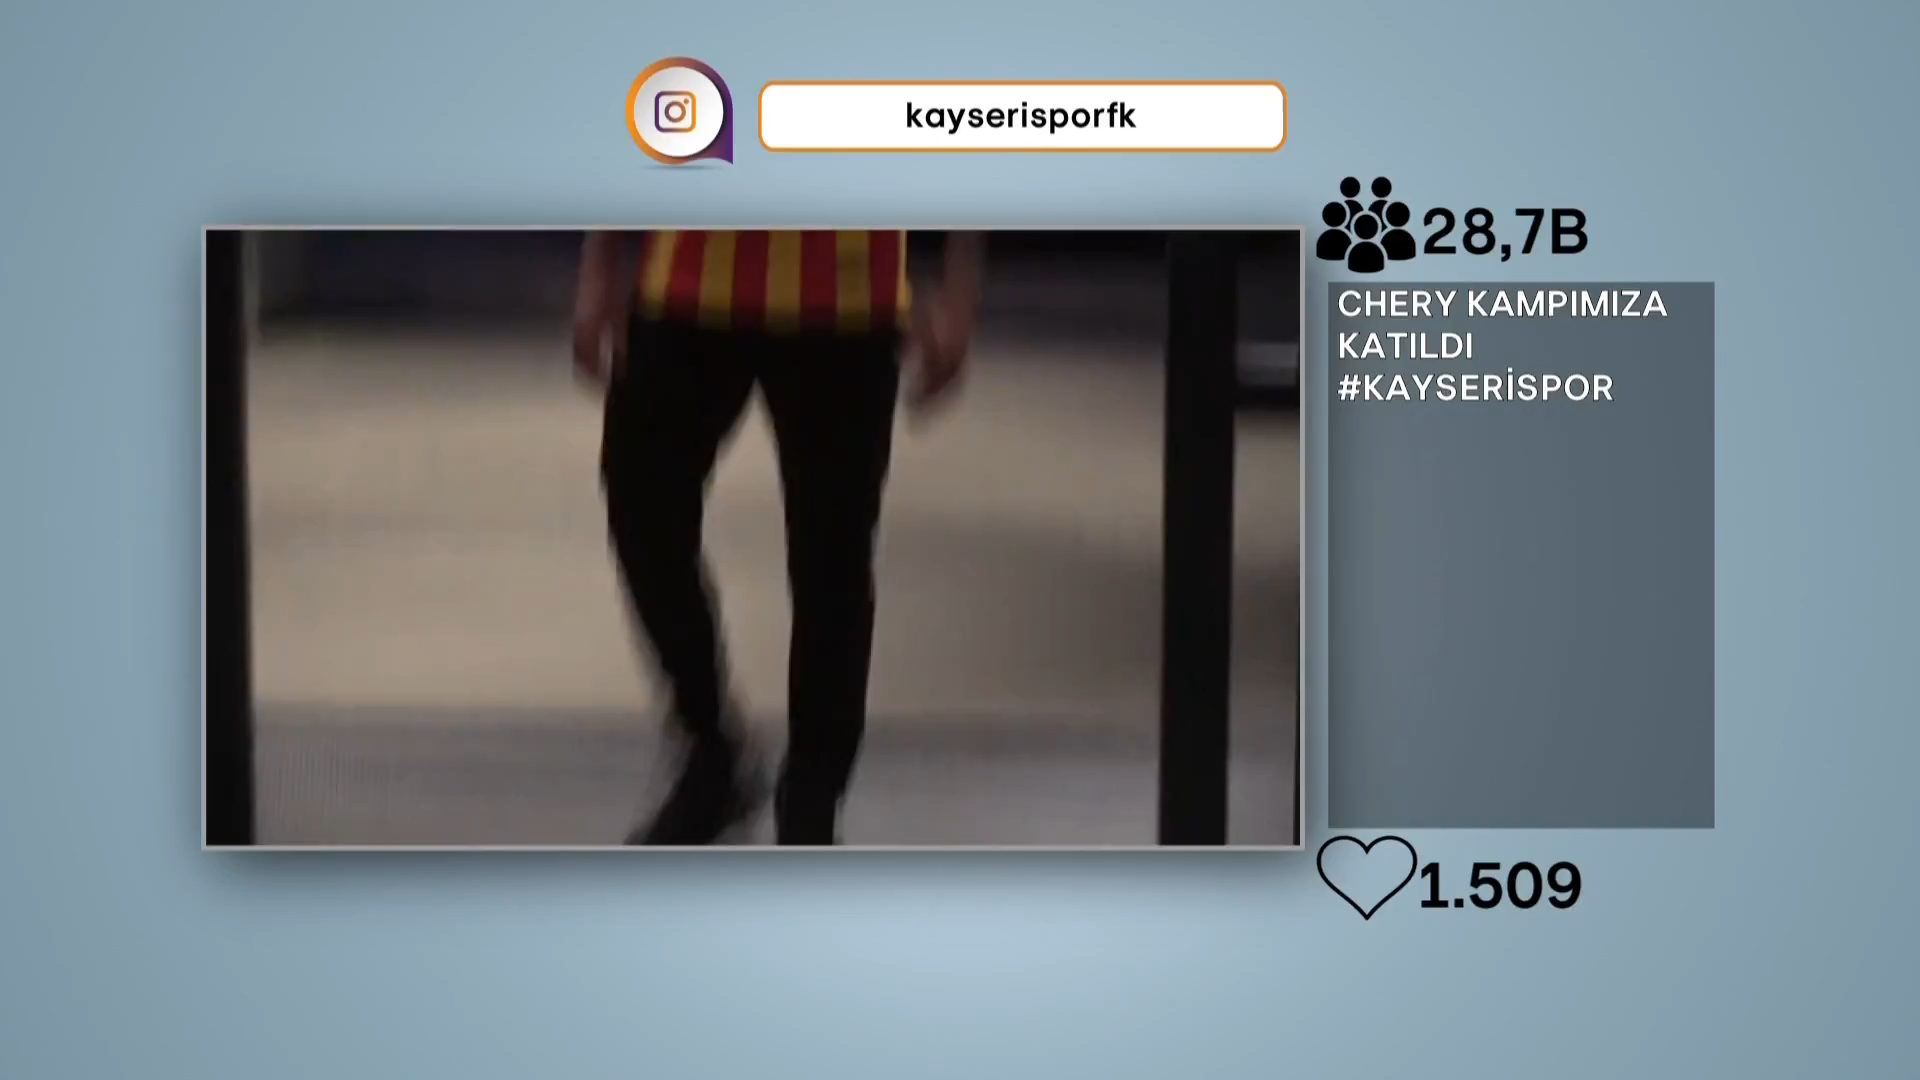 kayserisporfk
28,7B
CHERY KAMPIMIZA
KATILDI
#KAYSERİSPOR
1.509